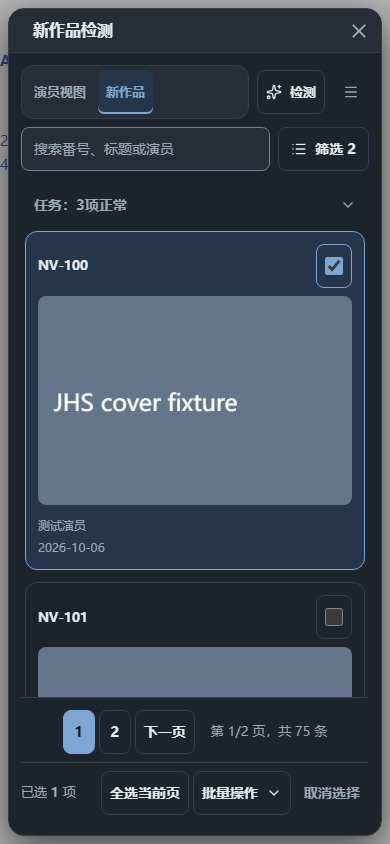 新作品检测
演员视图 新作品 检测
搜索番号、标题或演员 筛选 2
任务：3项正常
NV-100
JHS cover fixture
测试演员
2026-10-06
NV-101
1 2 下一页 第 1/2 页，共 75 条
已选 1 项 全选当前页 批量操作 取消选择